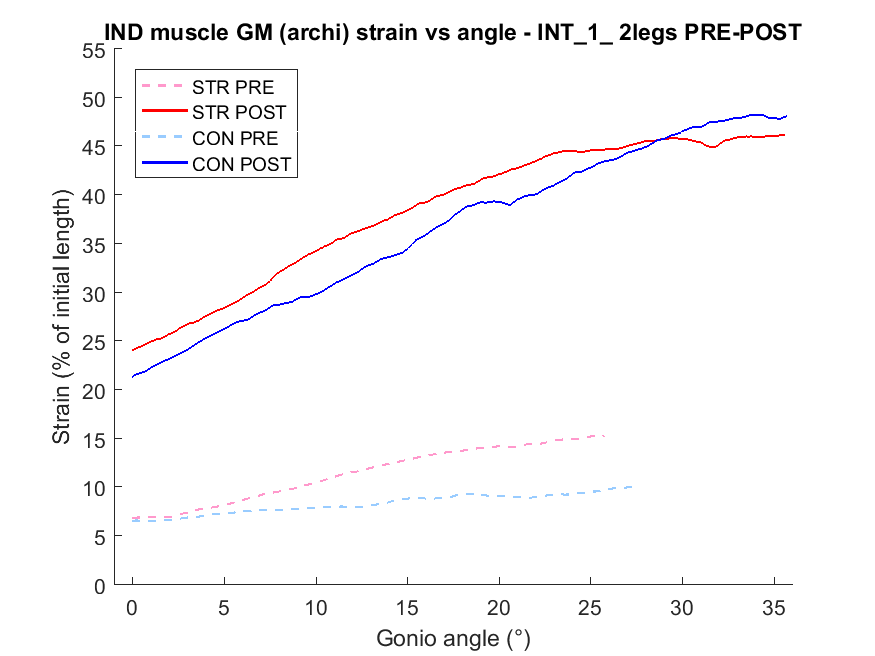 IND muscle GM (archi) strain vs angle - INT_1_ 2legs PRE-POST
55
50
45
40
35
30
25
20
15
10
5
0
Strain (% of initial length)
STR PRE
STR POST
CON PRE
CON POST
0 5 10 15 20 25 30 35
Gonio angle (°)